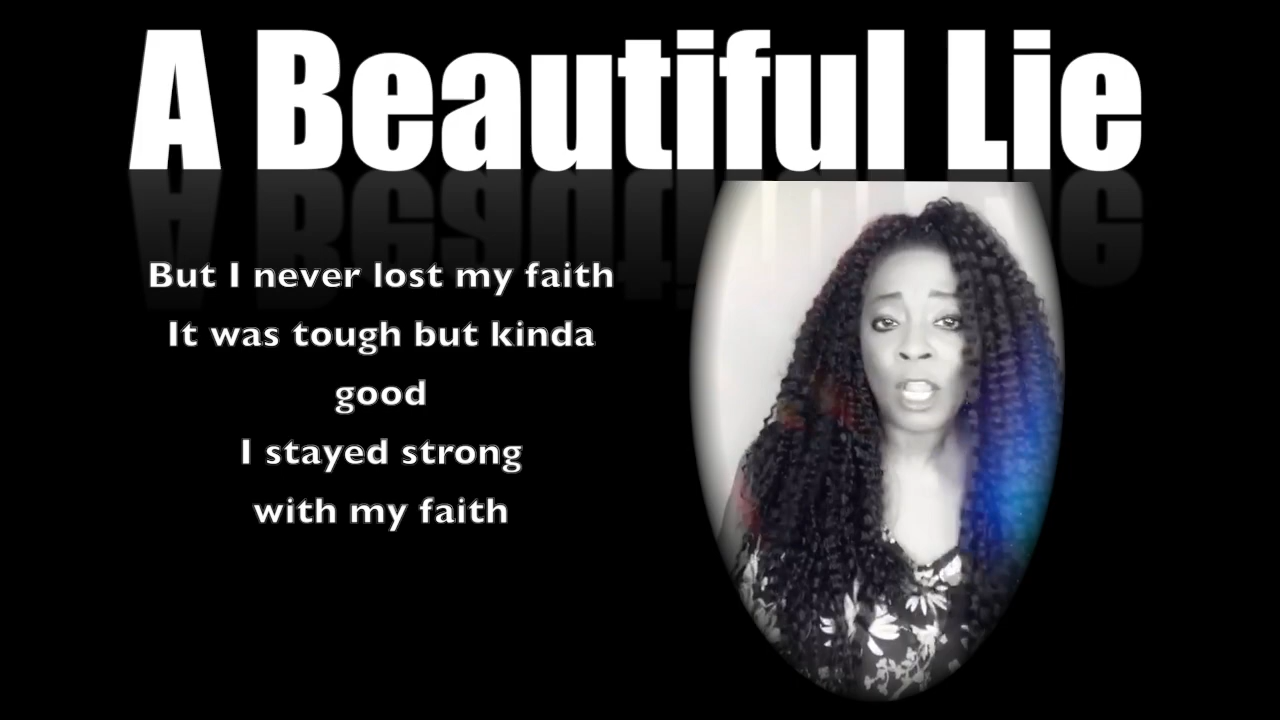 A Beautiful Lie
But I never lost my faith
It was tough but kinda
good
I stayed strong
with my faith